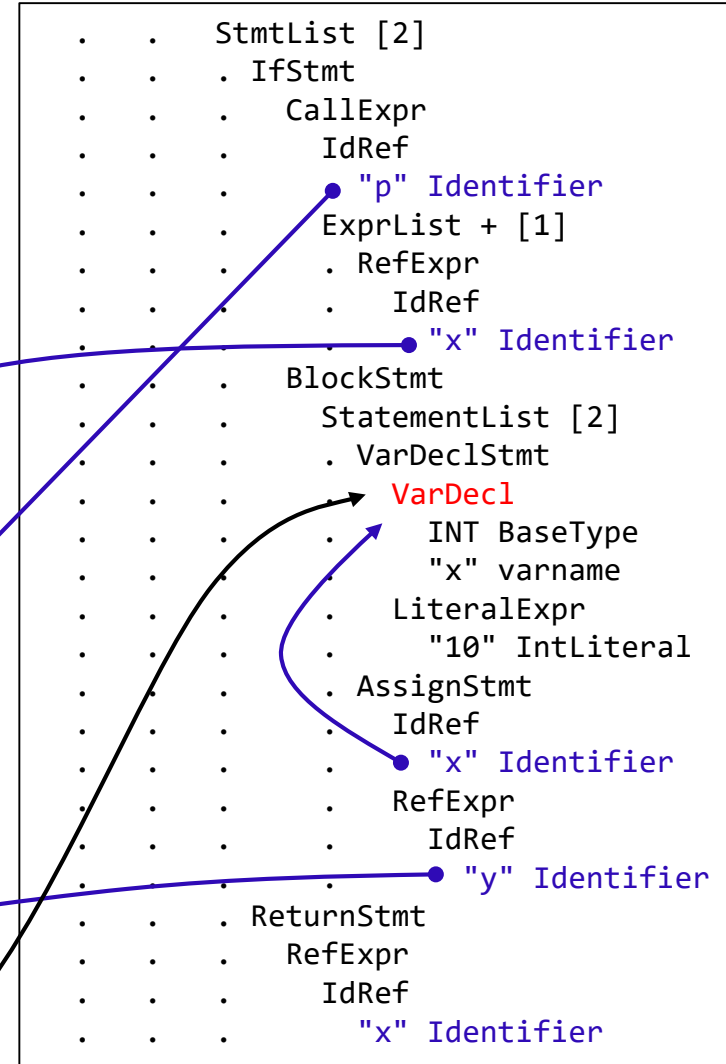 . . StmtList [2]
. . . IfStmt
. . . CallExpr
. . . IdRef
. . . "p" Identifier
. . . ExprList + [1]
. . . . RefExpr
. . . . IdRef
. . . . "x" Identifier
. . . BlockStmt
. . . StatementList [2]
. . . . VarDeclStmt
. . . . VarDecl
. . . . INT BaseType
. . . . "x" varname
. . . . LiteralExpr
. . . . "10" IntLiteral
. . . . AssignStmt
. . . . IdRef
. . . . "x" Identifier
. . . . RefExpr
. . . . IdRef
. . . . "y" Identifier
. . . ReturnStmt
. . . RefExpr
. . . IdRef
. . . "x" Identifier